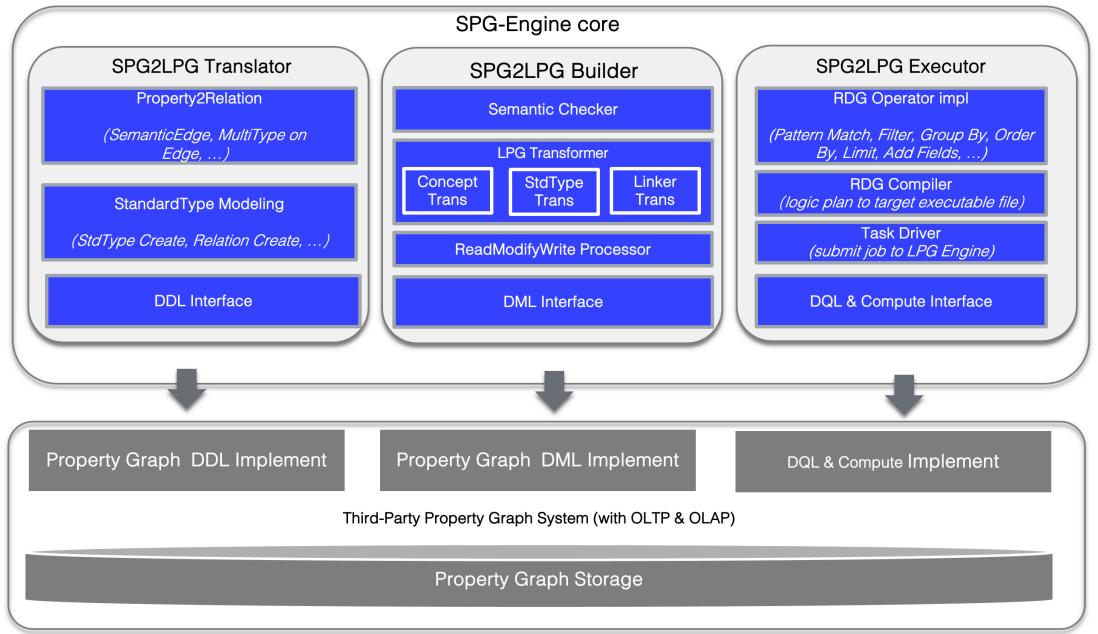 SPG-Engine core
SPG2LPG Translator
Property2Relation
(SemanticEdge, MultiType on
Edge, …)
StandardType Modeling
(StdType Create, Relation Create, …)
DDL Interface
SPG2LPG Builder
Semantic Checker
LPG Transformer
Concept
Trans
StdType
Trans
Linker
Trans
ReadModifyWrite Processor
DML Interface
SPG2LPG Executor
RDG Operator impl
(Pattern Match, Filter, Group By, Order
By, Limit, Add Fields, …)
RDG Compiler
(logic plan to target executable file)
Task Driver
(submit job to LPG Engine)
DQL & Compute Interface
Property Graph DDL Implement
Property Graph DML Implement
DQL & Compute Implement
Third-Party Property Graph System (with OLTP & OLAP)
Property Graph Storage